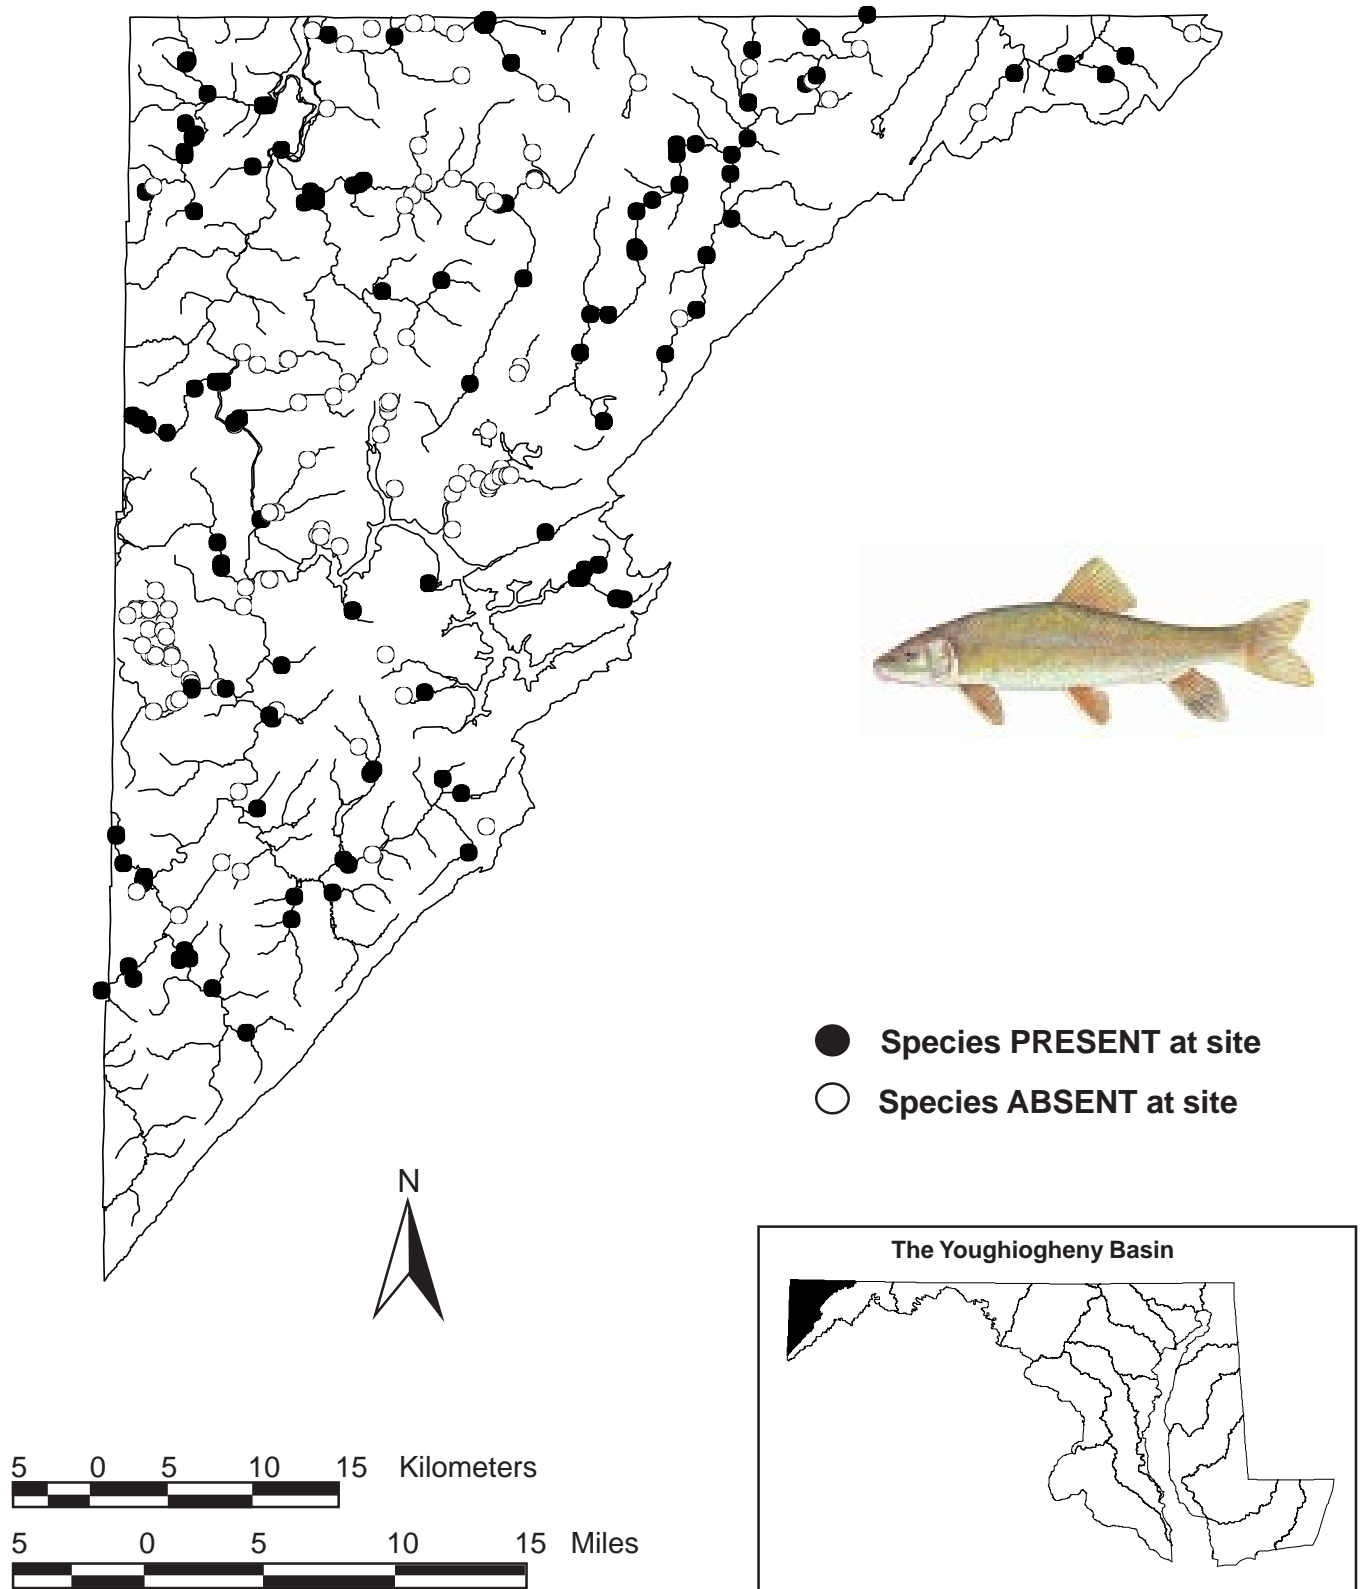 Species PRESENT at site
Species ABSENT at site
N
The Youghiogheny Basin
5 0 5 10 15 Kilometers
5 0 5 10 15 Miles